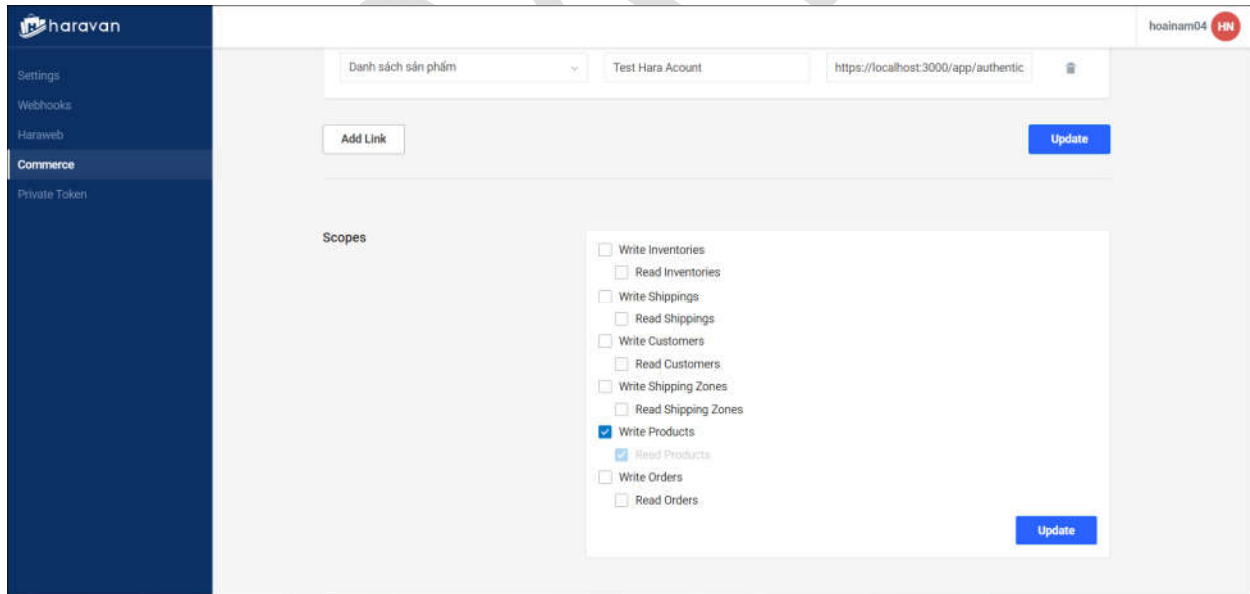 haravan
hoainam04 HN
Settings
Webhooks
Haraweb
Commerce
Private Token
Danh sách sản phẩm Test Hara Acount https://localhost:3000/app/authentic
Add Link Update
Scopes
Write Inventories
Read Inventories
Write Shippings
Read Shippings
Write Customers
Read Customers
Write Shipping Zones
Read Shipping Zones
Write Products
Read Products
Write Orders
Read Orders
Update